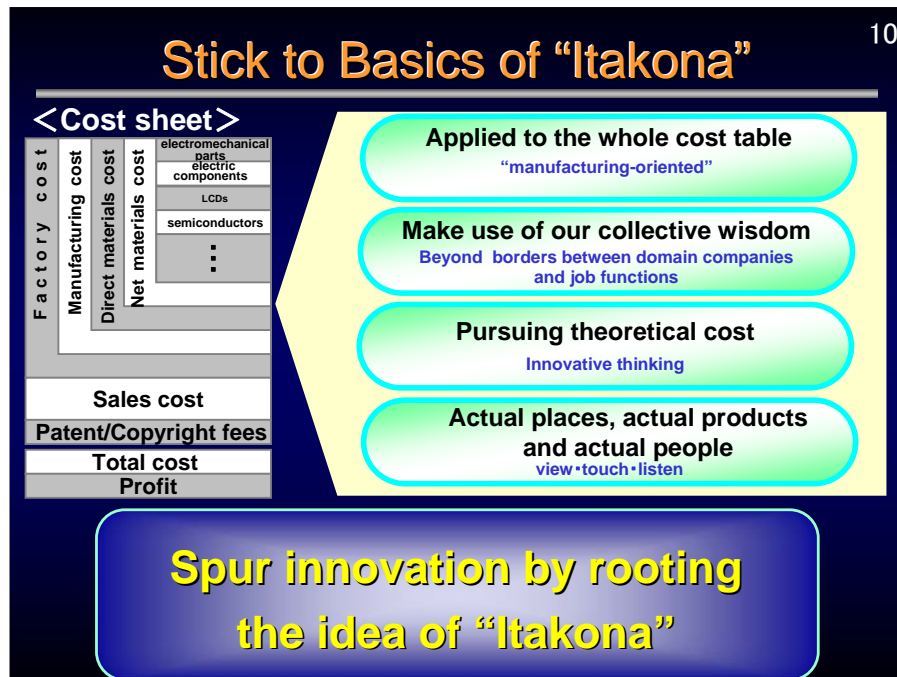 10
Stick to Basics of “Itakona”
＜Cost sheet＞
Factory cost
Manufacturing cost
Direct materials cost
Net materials cost
electromechanical
parts
electric
components
LCDs
semiconductors
⋮
Sales cost
Patent/Copyright fees
Total cost
Profit
Applied to the whole cost table
“manufacturing-oriented”
Make use of our collective wisdom
Beyond borders between domain companies
and job functions
Pursuing theoretical cost
Innovative thinking
Actual places, actual products
and actual people
view・touch・listen
Spur innovation by rooting
the idea of “Itakona”